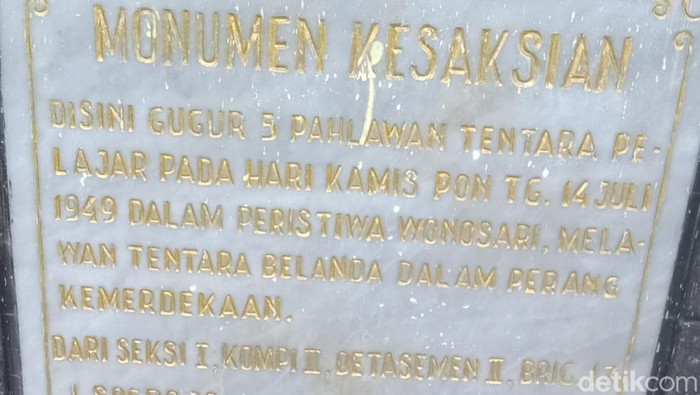 MONUMEN KESAKSIAN
DISINI GUGUR 5 PAHLAWAN TENTARA PE-
LAJAR PADA HARI KAMIS PON TG. 14 JULI
1949 DALAM PERISTIWA WONOSARI, MELA-
WAN TENTARA BELANDA DALAM PERANG
KEMERDEKAAN.
DARI SEKSI I, KOMPI II, DETASEMEN II, BRIG. 17
detikcom